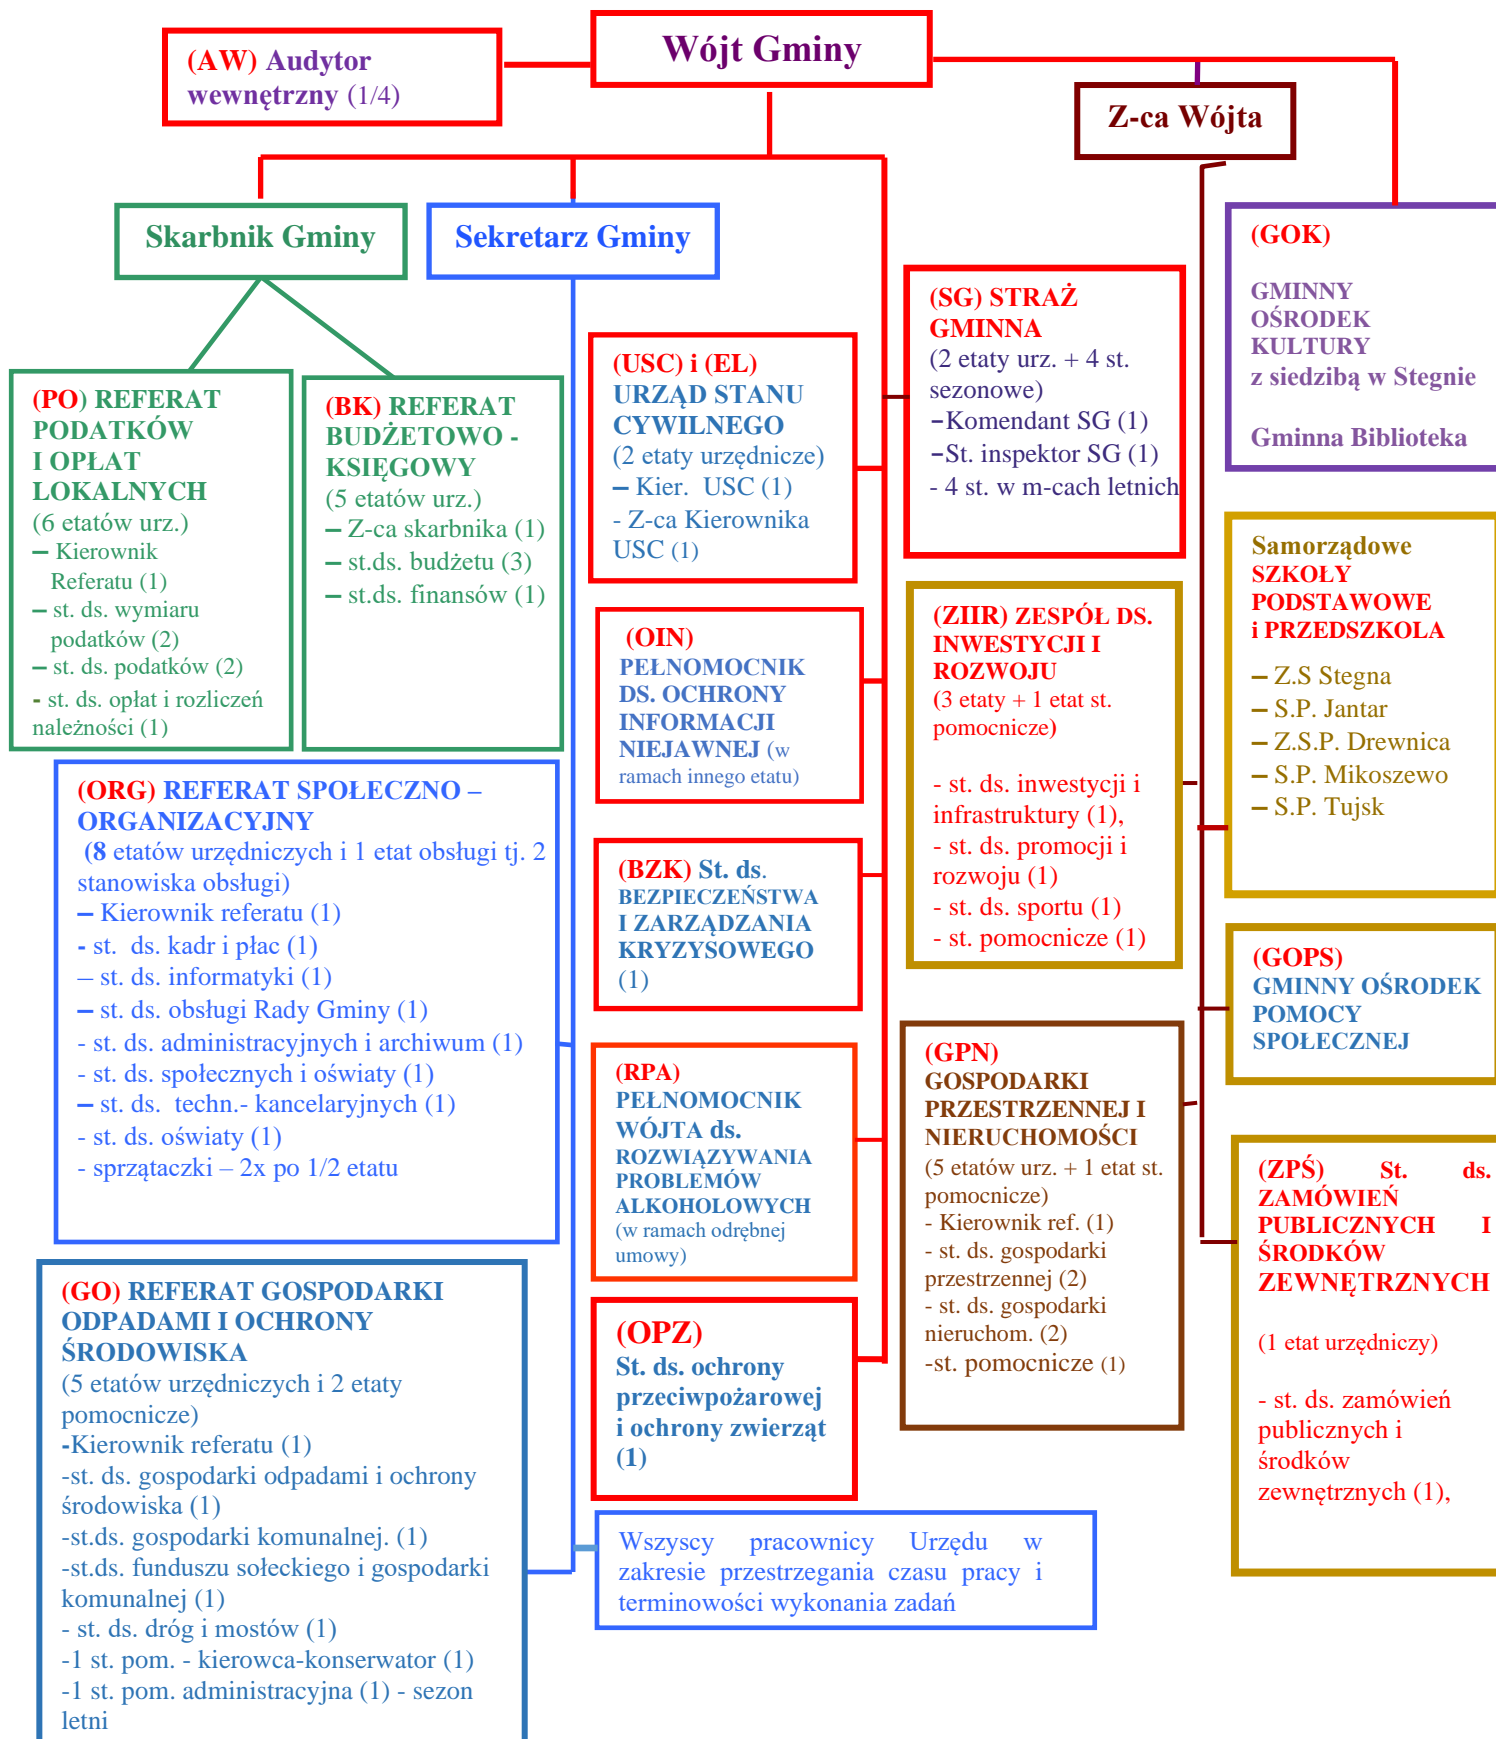 Wójt Gminy
(AW) Audytor
wewnętrzny (1/4)
Z-ca Wójta
Skarbnik Gminy
Sekretarz Gminy
(GOK)
GMINNY
OŚRODEK
KULTURY
z siedzibą w Stegnie
Gminna Biblioteka
(SG) STRAŻ
GMINNA
(2 etaty urz. + 4 st.
sezonowe)
–Komendant SG (1)
–St. inspektor SG (1)
- 4 st. w m-cach letnich
(USC) i (EL)
URZĄD STANU
CYWILNEGO
(2 etaty urzędnicze)
– Kier. USC (1)
- Z-ca Kierownika
USC (1)
(PO) REFERAT
PODATKÓW
I OPŁAT
LOKALNYCH
(6 etatów urz.)
– Kierownik
Referatu (1)
– st. ds. wymiaru
podatków (2)
– st. ds. podatków (2)
- st. ds. opłat i rozliczeń
należności (1)
(BK) REFERAT
BUDŻETOWO -
KSIĘGOWY
(5 etatów urz.)
– Z-ca skarbnika (1)
– st.ds. budżetu (3)
– st.ds. finansów (1)
Samorządowe
SZKOŁY
PODSTAWOWE
i PRZEDSZKOLA
– Z.S Stegna
– S.P. Jantar
– Z.S.P. Drewnica
– S.P. Mikoszewo
– S.P. Tujsk
(ZIIR) ZESPÓŁ DS.
INWESTYCJI I
ROZWOJU
(3 etaty + 1 etat st.
pomocnicze)
- st. ds. inwestycji i
infrastruktury (1),
- st. ds. promocji i
rozwoju (1)
- st. ds. sportu (1)
- st. pomocnicze (1)
(OIN)
PEŁNOMOCNIK
DS. OCHRONY
INFORMACJI
NIEJAWNEJ (w
ramach innego etatu)
(ORG) REFERAT SPOŁECZNO –
ORGANIZACYJNY
(8 etatów urzędniczych i 1 etat obsługi tj. 2
stanowiska obsługi)
– Kierownik referatu (1)
- st. ds. kadr i płac (1)
– st. ds. informatyki (1)
– st. ds. obsługi Rady Gminy (1)
- st. ds. administracyjnych i archiwum (1)
- st. ds. społecznych i oświaty (1)
– st. ds. techn.- kancelaryjnych (1)
- st. ds. oświaty (1)
- sprzątaczki – 2x po 1/2 etatu
(BZK) St. ds.
BEZPIECZEŃSTWA
I ZARZĄDZANIA
KRYZYSOWEGO
(1)
(GOPS)
GMINNY OŚRODEK
POMOCY
SPOŁECZNEJ
(GPN)
GOSPODARKI
PRZESTRZENNEJ I
NIERUCHOMOŚCI
(5 etatów urz. + 1 etat st.
pomocnicze)
- Kierownik ref. (1)
- st. ds. gospodarki
przestrzennej (2)
- st. ds. gospodarki
nieruchom. (2)
-st. pomocnicze (1)
(RPA)
PEŁNOMOCNIK
WÓJTA ds.
ROZWIĄZYWANIA
PROBLEMÓW
ALKOHOLOWYCH
(w ramach odrębnej
umowy)
(ZPŚ) St. ds.
ZAMÓWIEŃ
PUBLICZNYCH I
ŚRODKÓW
ZEWNĘTRZNYCH
(1 etat urzędniczy)
- st. ds. zamówień
publicznych i
środków
zewnętrznych (1),
(GO) REFERAT GOSPODARKI
ODPADAMI I OCHRONY
ŚRODOWISKA
(5 etatów urzędniczych i 2 etaty
pomocnicze)
-Kierownik referatu (1)
-st. ds. gospodarki odpadami i ochrony
środowiska (1)
-st.ds. gospodarki komunalnej. (1)
-st.ds. funduszu sołeckiego i gospodarki
komunalnej (1)
- st. ds. dróg i mostów (1)
-1 st. pom. - kierowca-konserwator (1)
-1 st. pom. administracyjna (1) - sezon
letni
(OPZ)
St. ds. ochrony
przeciwpożarowej
i ochrony zwierząt
(1)
Wszyscy pracownicy Urzędu w
zakresie przestrzegania czasu pracy i
terminowości wykonania zadań